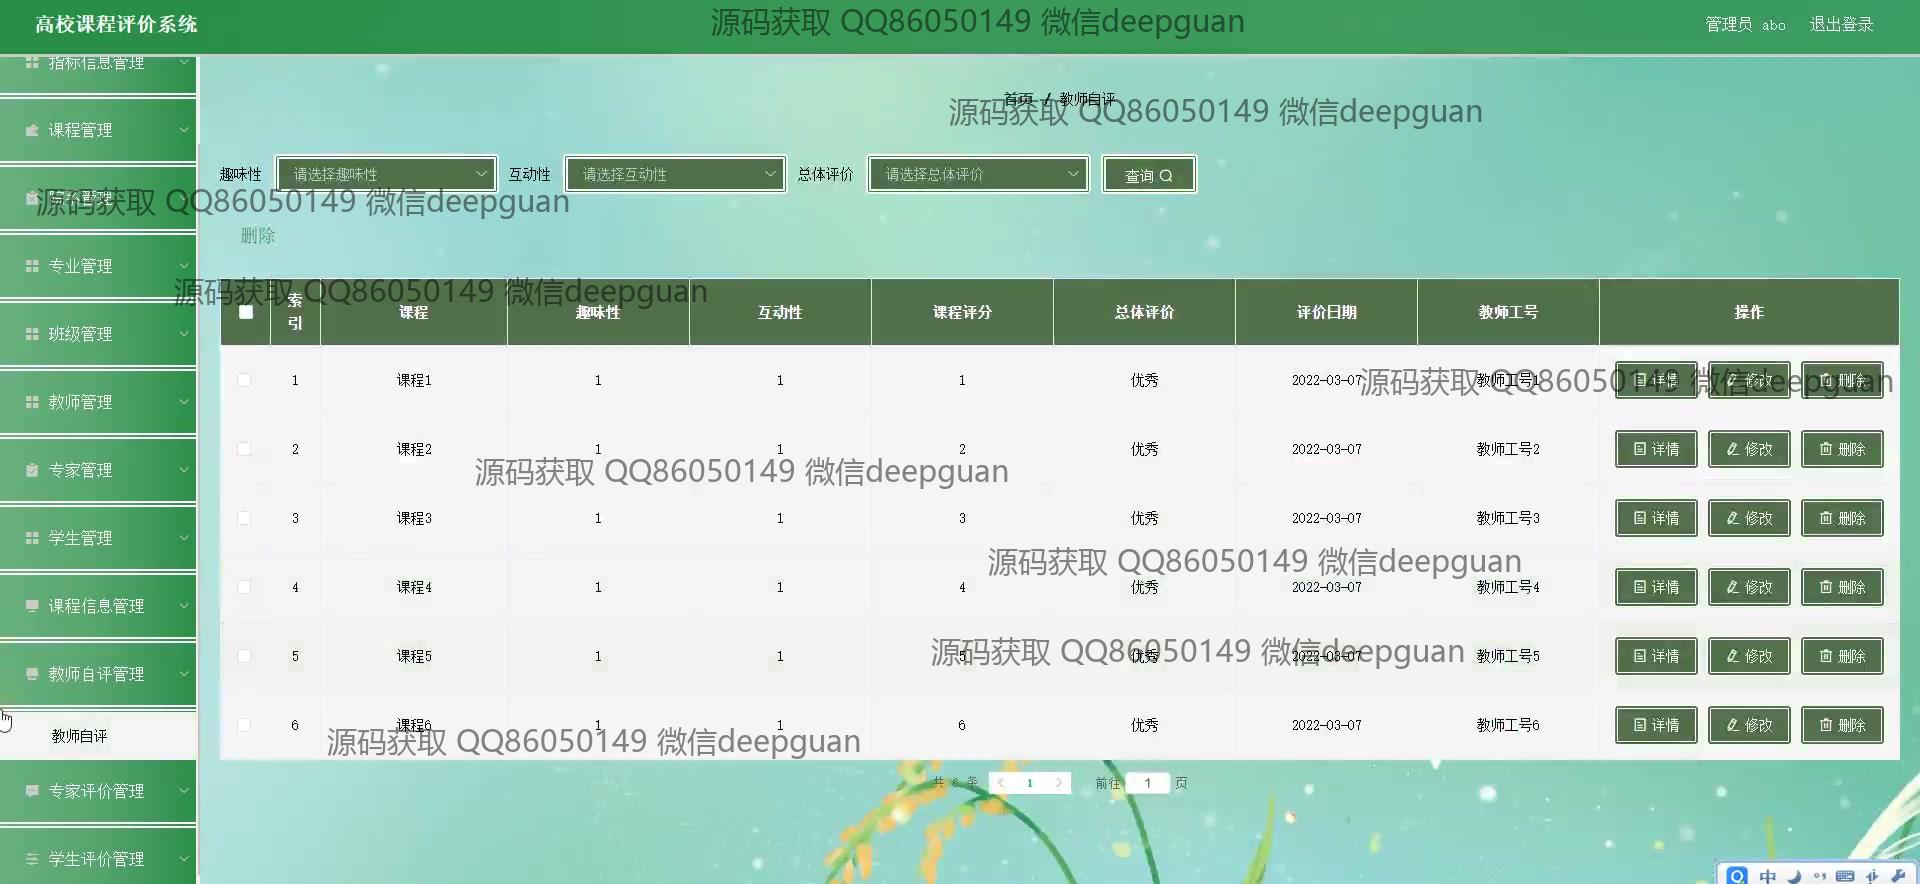 高校课程评价系统
源码获取 QQ86050149 微信deepguan
管理员 abo 退出登录
指标信息管理
首页 / 教师自评
源码获取 QQ86050149 微信deepguan
课程管理
趣味性 请选择趣味性 互动性 请选择互动性 总体评价 请选择总体评价 查询
院系管理
源码获取 QQ86050149 微信deepguan
删除
专业管理
源码获取 QQ86050149 微信deepguan
索引 课程 趣味性 互动性 课程评分 总体评价 评价日期 教师工号 操作
班级管理
1 课程1 1 1 1 优秀 2022-03-07 教师工号1 详情 修改 删除
源码获取 QQ86050149 微信deepguan
教师管理
2 课程2 1 1 2 优秀 2022-03-07 教师工号2 详情 修改 删除
源码获取 QQ86050149 微信deepguan
专家管理
3 课程3 1 1 3 优秀 2022-03-07 教师工号3 详情 修改 删除
学生管理
源码获取 QQ86050149 微信deepguan
4 课程4 1 1 4 优秀 2022-03-07 教师工号4 详情 修改 删除
课程信息管理
源码获取 QQ86050149 微信deepguan
5 课程5 1 1 5 优秀 2022-03-07 教师工号5 详情 修改 删除
教师自评管理
6 课程6 1 1 6 优秀 2022-03-07 教师工号6 详情 修改 删除
教师自评
源码获取 QQ86050149 微信deepguan
共 6 条 1 前往 1 页
专家评价管理
学生评价管理
中